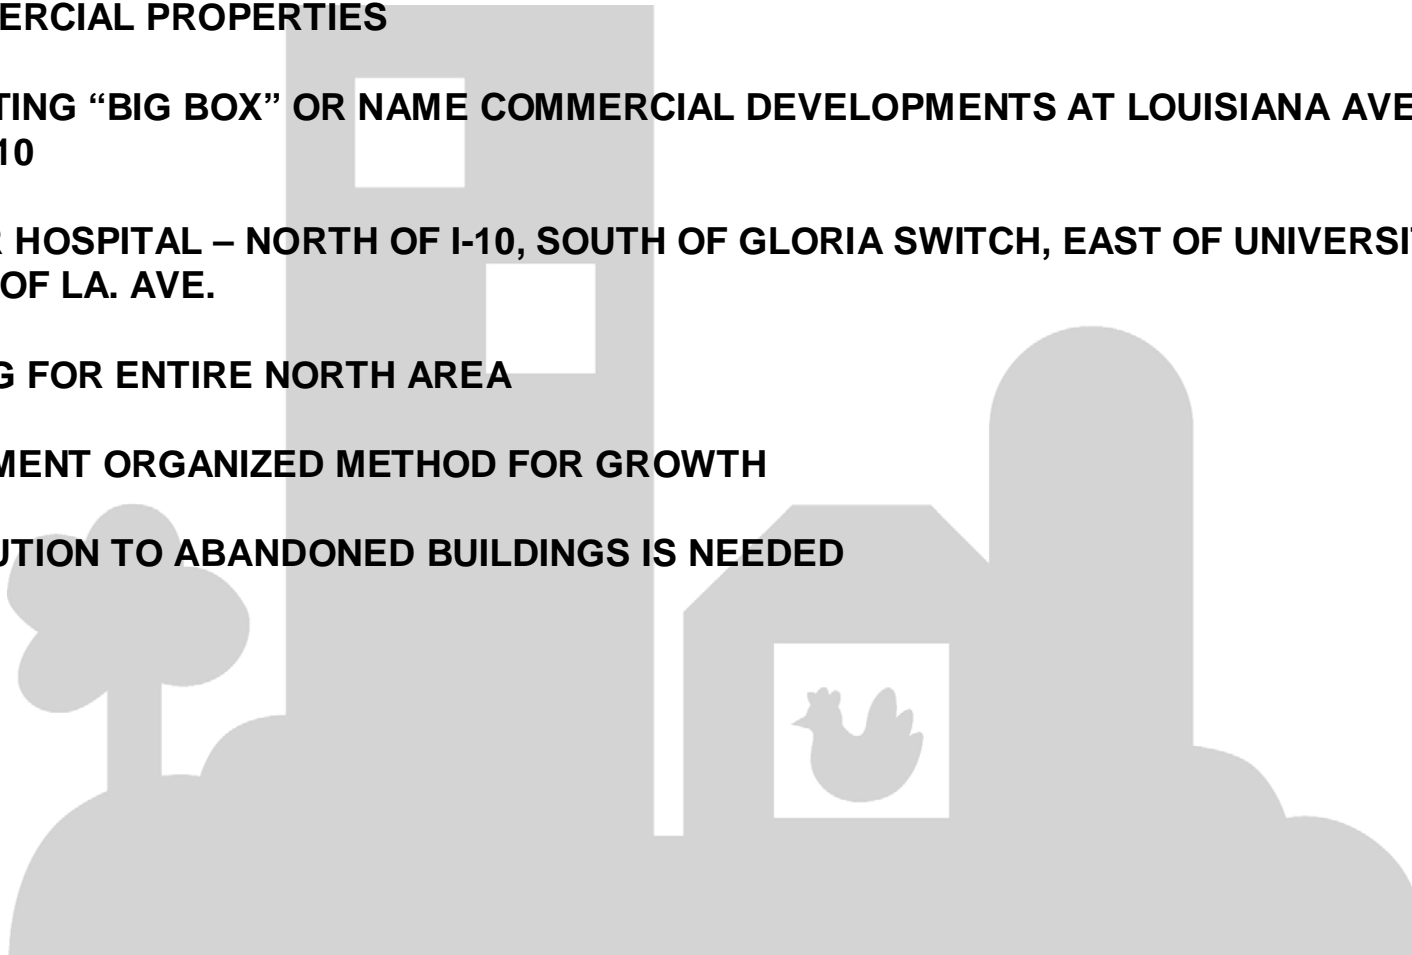 ERCIAL PROPERTIES
TING “BIG BOX” OR NAME COMMERCIAL DEVELOPMENTS AT LOUISIANA AVE
10
R HOSPITAL – NORTH OF I-10, SOUTH OF GLORIA SWITCH, EAST OF UNIVERSI
OF LA. AVE.
G FOR ENTIRE NORTH AREA
MENT ORGANIZED METHOD FOR GROWTH
UTION TO ABANDONED BUILDINGS IS NEEDED